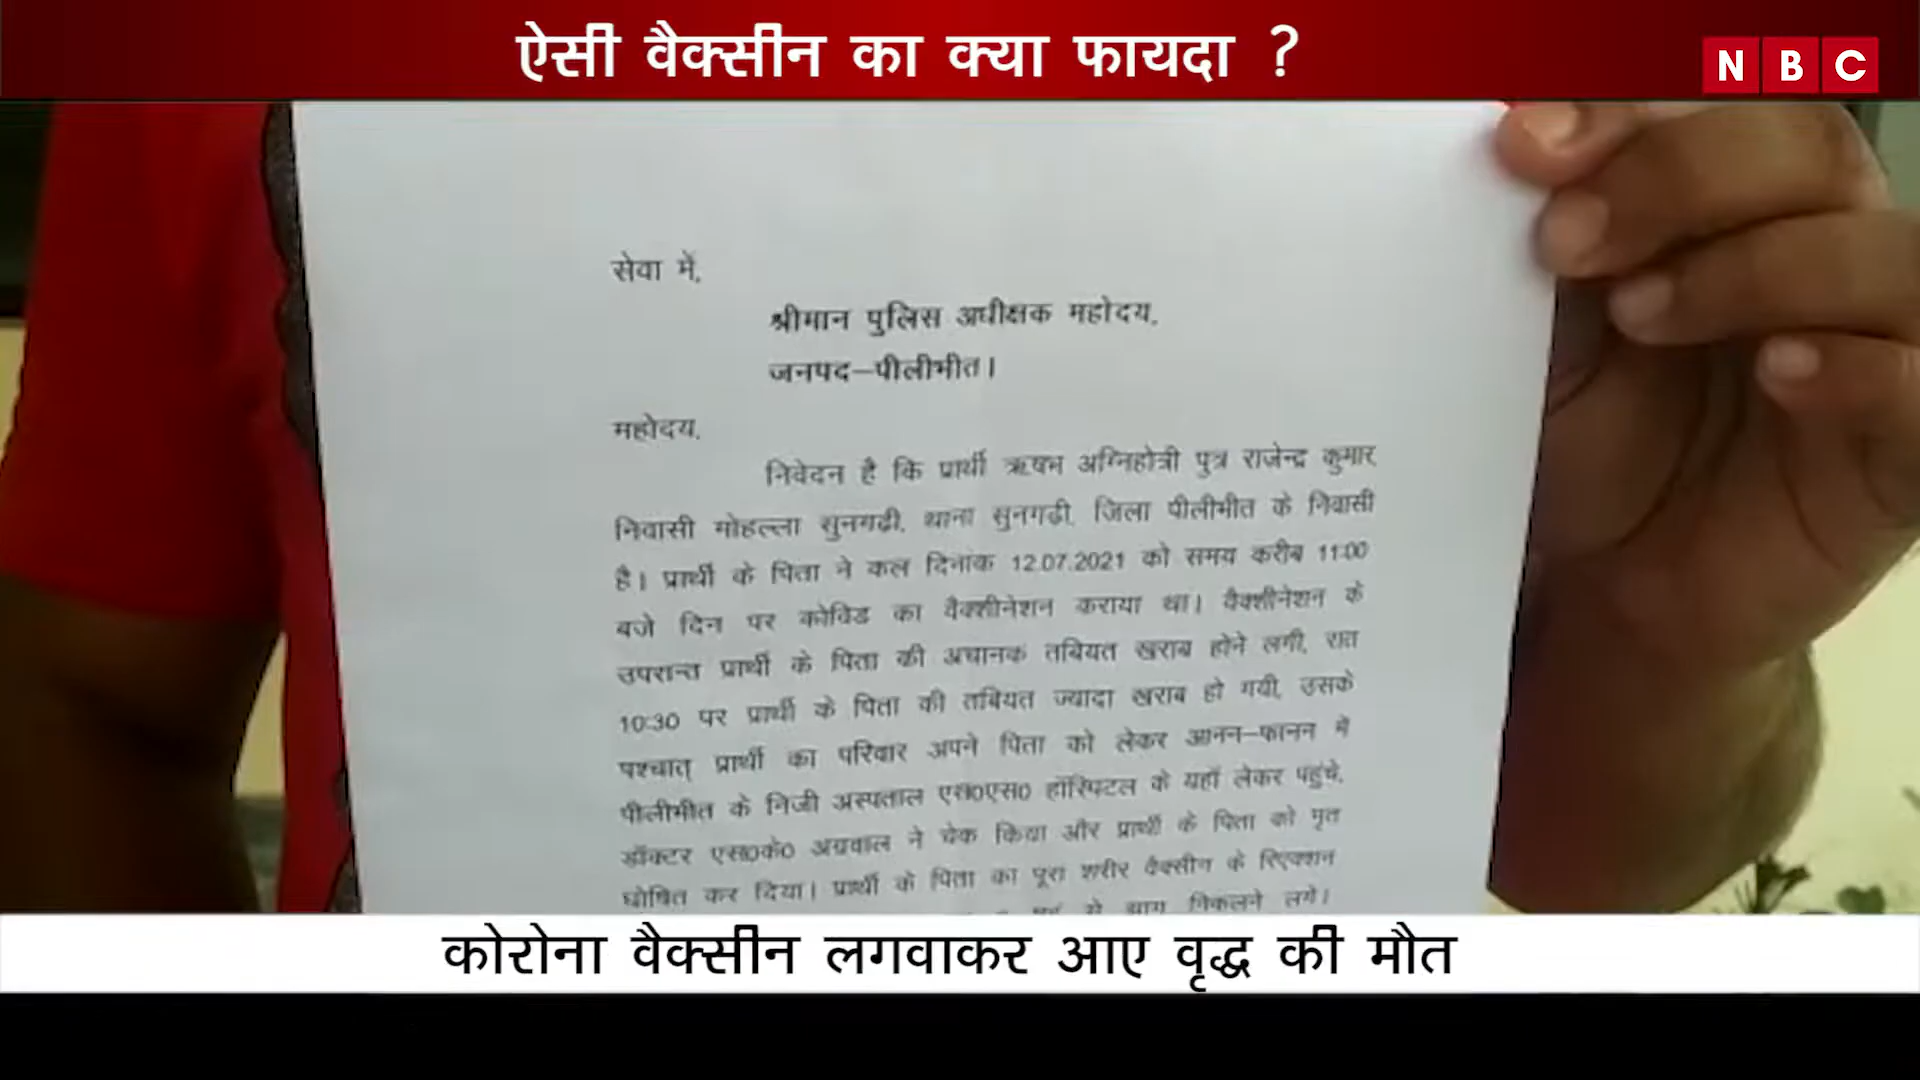 ऐसी वैक्सीन का क्या फायदा ?
N B C
सेवा में,
श्रीमान पुलिस अधीक्षक महोदय,
जनपद–पीलीभीत।
महोदय,
निवेदन है कि प्रार्थी ऋषभ अग्निहोत्री पुत्र राजेन्द्र कुमार
निवासी मोहल्ला सुनगढ़ी, थाना सुनगढ़ी, जिला पीलीभीत के निवासी
है। प्रार्थी के पिता ने कल दिनांक 12.07.2021 को समय करीब 11:00
बजे दिन पर कोविड का वैक्शीनेशन कराया था। वैक्शीनेशन के
उपरान्त प्रार्थी के पिता की अचानक तबियत खराब होने लगी, रात
10:30 पर प्रार्थी के पिता की तबियत ज्यादा खराब हो गयी, उसके
पश्चात् प्रार्थी का परिवार अपने पिता को लेकर आनन–फानन में
पीलीभीत के निजी अस्पताल एस0एस0 हॉस्पिटल के यहाँ लेकर पहुंचे,
डॉक्टर एस0के0 अग्रवाल ने चेक किया और प्रार्थी के पिता को मृत
घोषित कर दिया। प्रार्थी के पिता का पूरा शरीर वैक्सीन के रिएक्शन
मुंह से झाग निकलने लगे।
कोरोना वैक्सीन लगवाकर आए वृद्ध की मौत